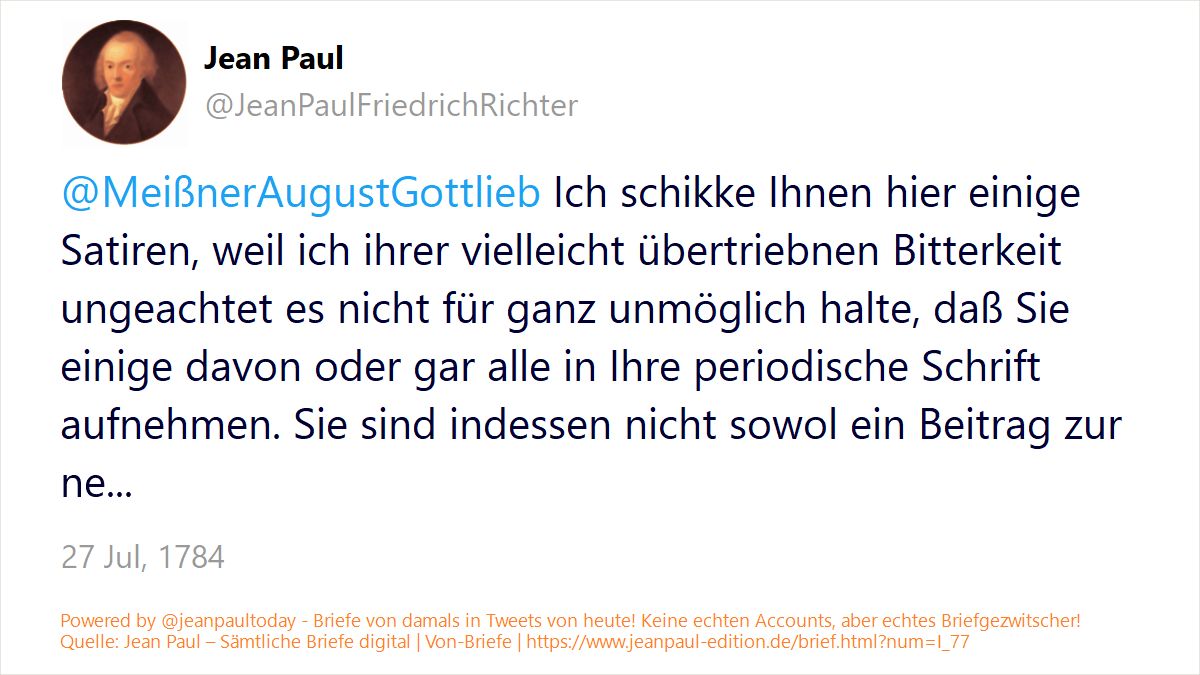 Jean Paul
@JeanPaulFriedrichRichter
@MeißnerAugustGottlieb Ich schikke Ihnen hier einige
Satiren, weil ich ihrer vielleicht übertriebnen Bitterkeit
ungeachtet es nicht für ganz unmöglich halte, daß Sie
einige davon oder gar alle in Ihre periodische Schrift
aufnehmen. Sie sind indessen nicht sowol ein Beitrag zur
ne...
27 Jul, 1784
Powered by @jeanpaultoday - Briefe von damals in Tweets von heute! Keine echten Accounts, aber echtes Briefgezwitscher!
Quelle: Jean Paul – Sämtliche Briefe digital | Von-Briefe | https://www.jeanpaul-edition.de/brief.html?num=I_77